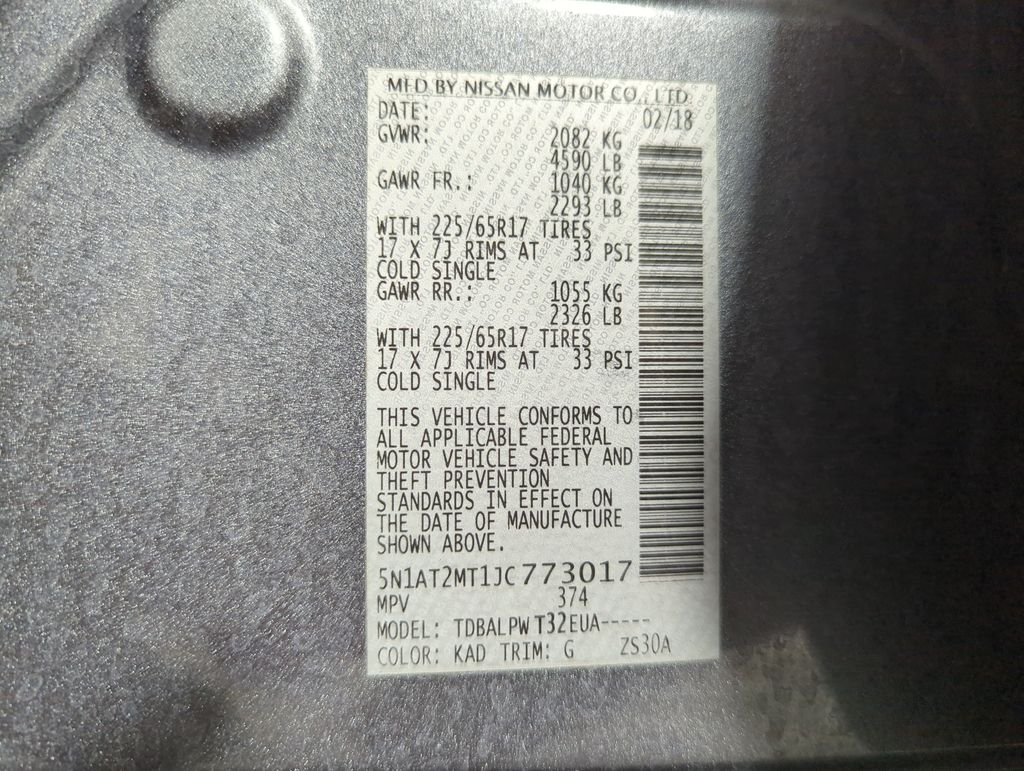 MFD BY NISSAN MOTOR CO., LTD.
DATE: 02/18
GVWR: 2082 KG
4590 LB
GAWR FR.: 1040 KG
2293 LB
WITH 225/65R17 TIRES
17 X 7J RIMS AT 33 PSI
COLD SINGLE
GAWR RR.: 1055 KG
2326 LB
WITH 225/65R17 TIRES
17 X 7J RIMS AT 33 PSI
COLD SINGLE
THIS VEHICLE CONFORMS TO
ALL APPLICABLE FEDERAL
MOTOR VEHICLE SAFETY AND
THEFT PREVENTION
STANDARDS IN EFFECT ON
THE DATE OF MANUFACTURE
SHOWN ABOVE.
5N1AT2MT1JC773017
MPV 374
MODEL: TDBALPWT32EUA-----
COLOR: KAD TRIM: G ZS30A